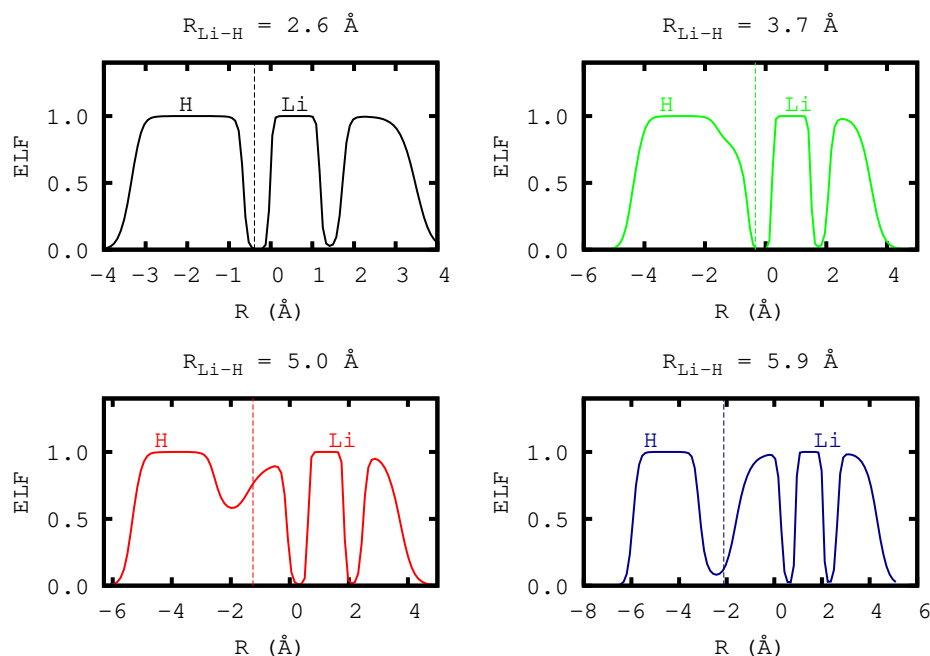 R_Li-H = 2.6 Å
H Li
ELF
1.0
0.5
0.0
-4 -3 -2 -1 0 1 2 3 4
R (Å)
R_Li-H = 3.7 Å
H Li
ELF
1.0
0.5
0.0
-6 -4 -2 0 2 4
R (Å)
R_Li-H = 5.0 Å
H Li
ELF
1.0
0.5
0.0
-6 -4 -2 0 2 4
R (Å)
R_Li-H = 5.9 Å
H Li
ELF
1.0
0.5
0.0
-8 -6 -4 -2 0 2 4 6
R (Å)